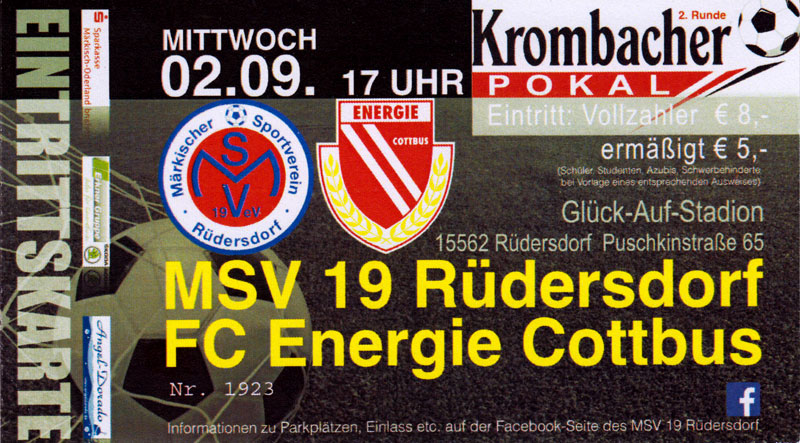 EINTRITTSKARTE
Sparkasse
Märkisch-Oderland
MITTWOCH
02.09. 17 UHR
2. Runde
Krombacher
POKAL
Eintritt: Vollzahler € 8,-
ermäßigt € 5,-
(Schüler, Studenten, Azubis, Schwerbehinderte
bei Vorlage eines entsprechenden Ausweises)
Märkischer Sportverein
MSV
19 eV
Rüdersdorf
ENERGIE
COTTBUS
Glück-Auf-Stadion
15562 Rüdersdorf Puschkinstraße 65
MSV 19 Rüdersdorf
FC Energie Cottbus
Nr. 1923
SKODA
Angel Dorado
f
Informationen zu Parkplätzen, Einlass etc. auf der Facebook-Seite des MSV 19 Rüdersdorf